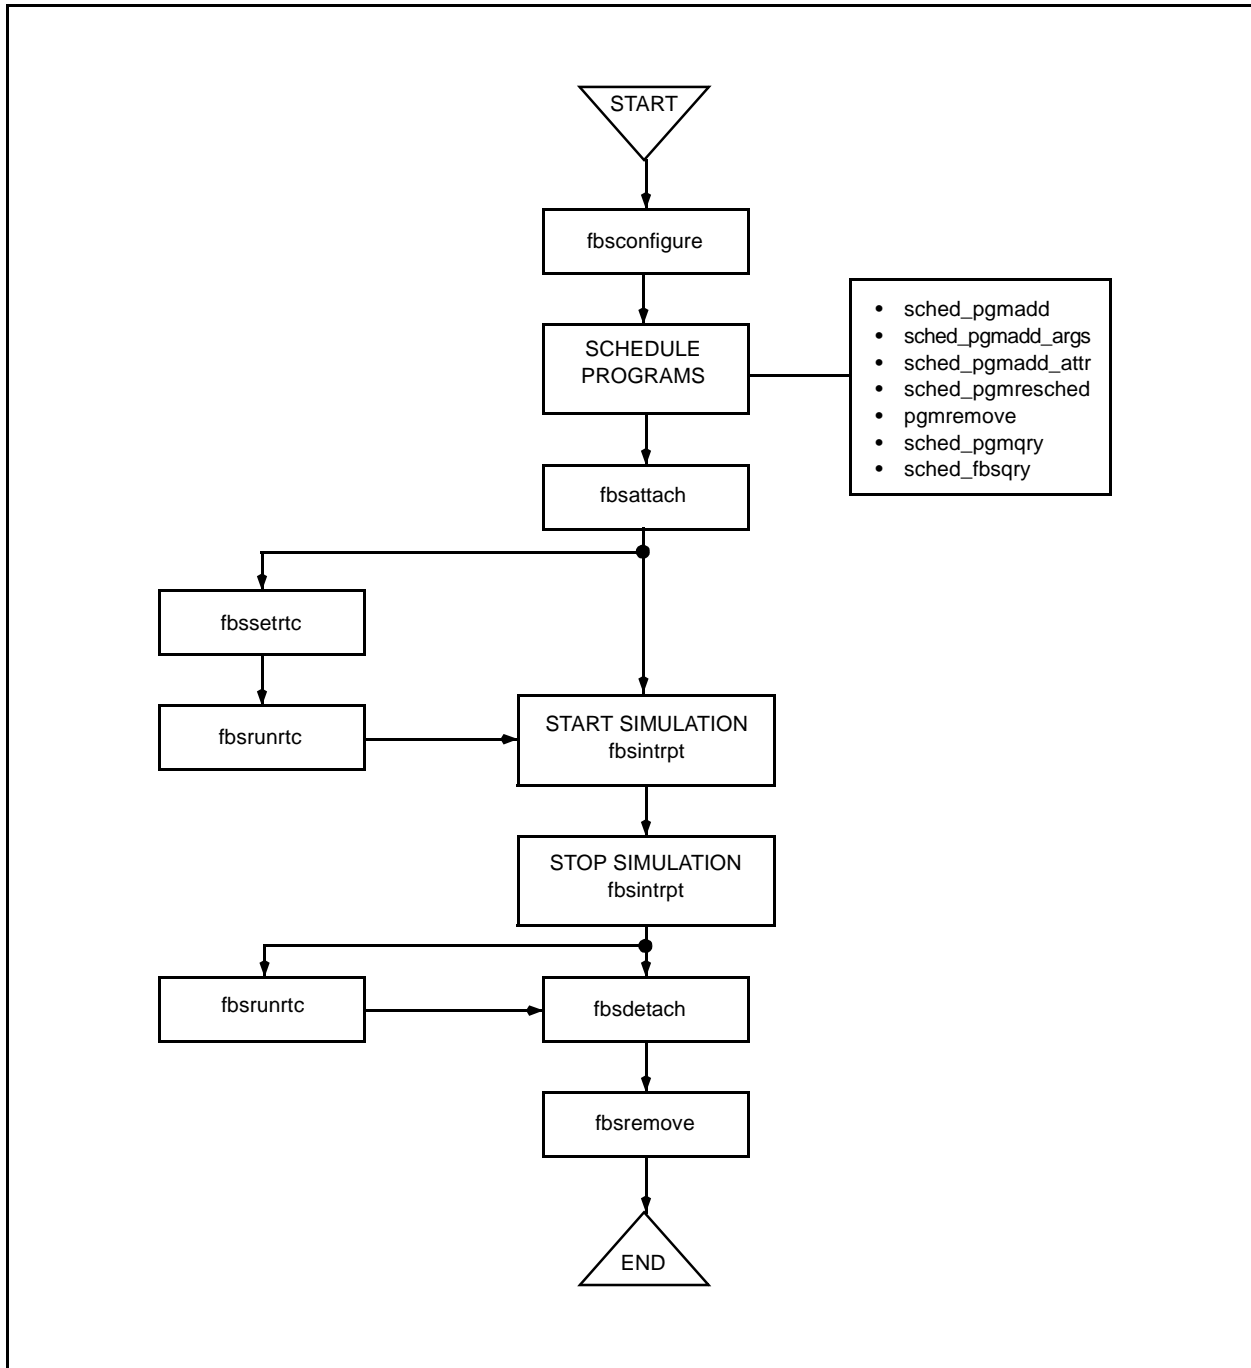 START
fbsconfigure
SCHEDULE
PROGRAMS
• sched_pgmadd
• sched_pgmadd_args
• sched_pgmadd_attr
• sched_pgmresched
• pgmremove
• sched_pgmqry
• sched_fbsqry
fbsattach
fbssetrtc
fbsrunrtc
START SIMULATION
fbsintrpt
STOP SIMULATION
fbsintrpt
fbsrunrtc
fbsdetach
fbsremove
END